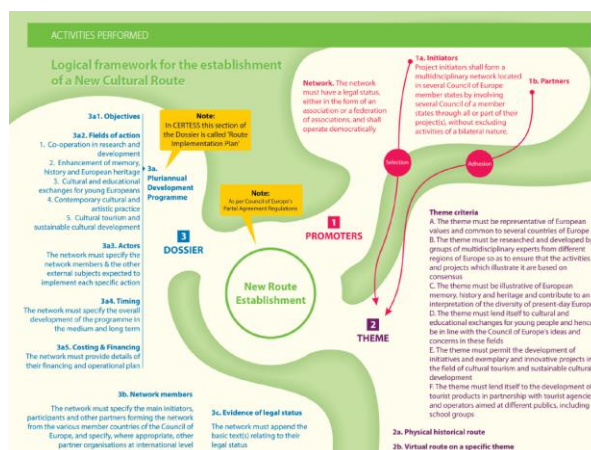 ACTIVITIES PERFORMED
Logical framework for the establishment
of a New Cultural Route
3a1. Objectives
3a2. Fields of action
1. Co-operation in research and
development
2. Enhancement of memory,
history and European heritage
3. Cultural and educational
exchanges for young Europeans
4. Contemporary cultural and
artistic practice
5. Cultural tourism and
sustainable cultural development
3a.
Pluriannual
Development
Programme
3a3. Actors
The network must specify the
network members & the other
external subjects expected to
implement each specific action
3a4. Timing
The network must specify the overall
development of the programme in
the medium and long term
3a5. Costing & Financing
The network must provide details of
their financing and operational plan
Note:
In CERTESS this section of
the Dossier is called 'Route
Implementation Plan'
3
DOSSIER
Note:
As per Council of Europe's
Partial Agreement Regulations
New Route
Establishment
Network. The network
must have a legal status,
either in the form of an
association or a federation
of associations, and shall
operate democratically
1
PROMOTERS
1a. Initiators
Project initiators shall form a
multidisciplinary network located
in several Council of Europe
member states by involving
several Council of a member
states through all or part of their
project(s), without excluding
activities of a bilateral nature.
1b. Partners
Selection
Adhesion
2
THEME
Theme criteria
A. The theme must be representative of European
values and common to several countries of Europe
B. The theme must be researched and developed by
groups of multidisciplinary experts from different
regions of Europe so as to ensure that the activities
and projects which illustrate it are based on
consensus
C. The theme must be illustrative of European
memory, history and heritage and contribute to an
interpretation of the diversity of present-day Europe
D. The theme must lend itself to cultural and
educational exchanges for young people and hence
be in line with the Council of Europe's ideas and
concerns in these fields
E. The theme must permit the development of
initiatives and exemplary and innovative projects in
the field of cultural tourism and sustainable cultural
development
F. The theme must lend itself to the development of
tourist products in partnership with tourist agencies
and operators aimed at different publics, including
school groups
2a. Physical historical route
2b. Virtual route on a specific theme
3b. Network members
The network must specify the main initiators,
participants and other partners forming the network
from the various member countries of the Council of
Europe, and specify, where appropriate, other
partner organisations at international level
3c. Evidence of legal status
The network must append the
basic text(s) relating to their
legal status